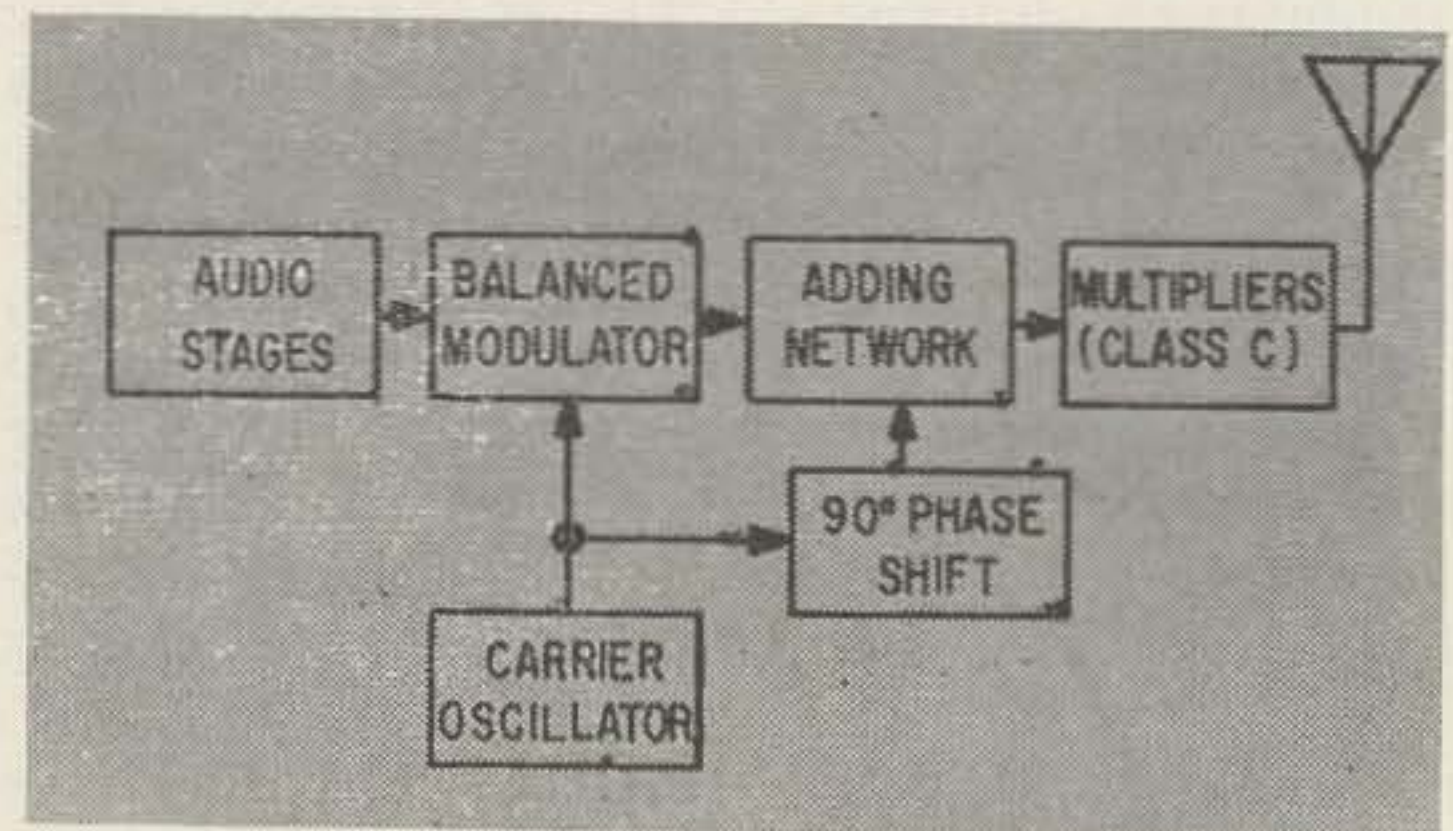 AUDIO
STAGES
BALANCED
MODULATOR
ADDING
NETWORK
MULTIPLIERS
(CLASS C)
90° PHASE
SHIFT
CARRIER
OSCILLATOR